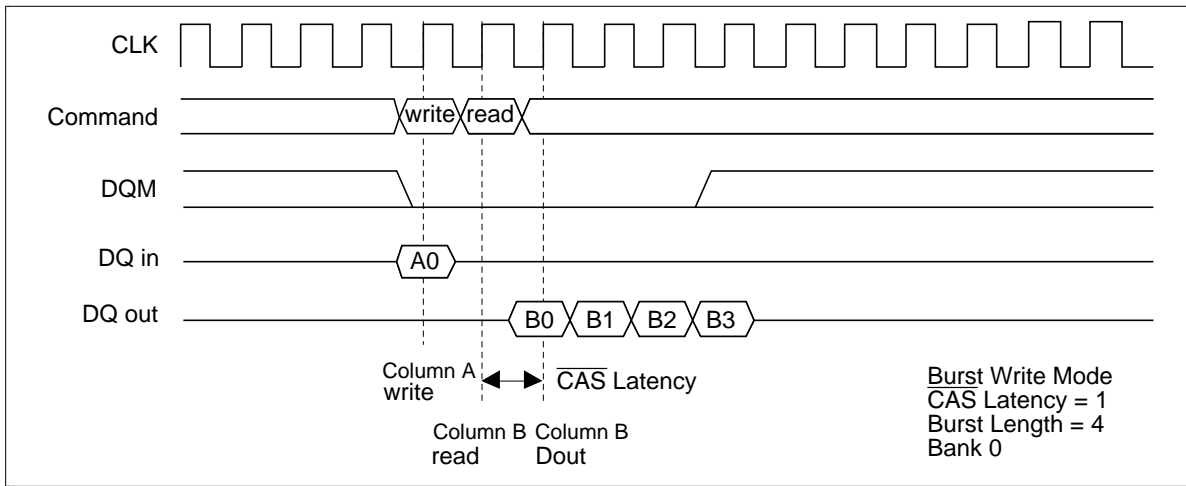 CLK
Command
write
read
DQM
DQ in
A0
DQ out
B0
B1
B2
B3
Column A
write
CAS Latency
Column B
read
Column B
Dout
Burst Write Mode
CAS Latency = 1
Burst Length = 4
Bank 0